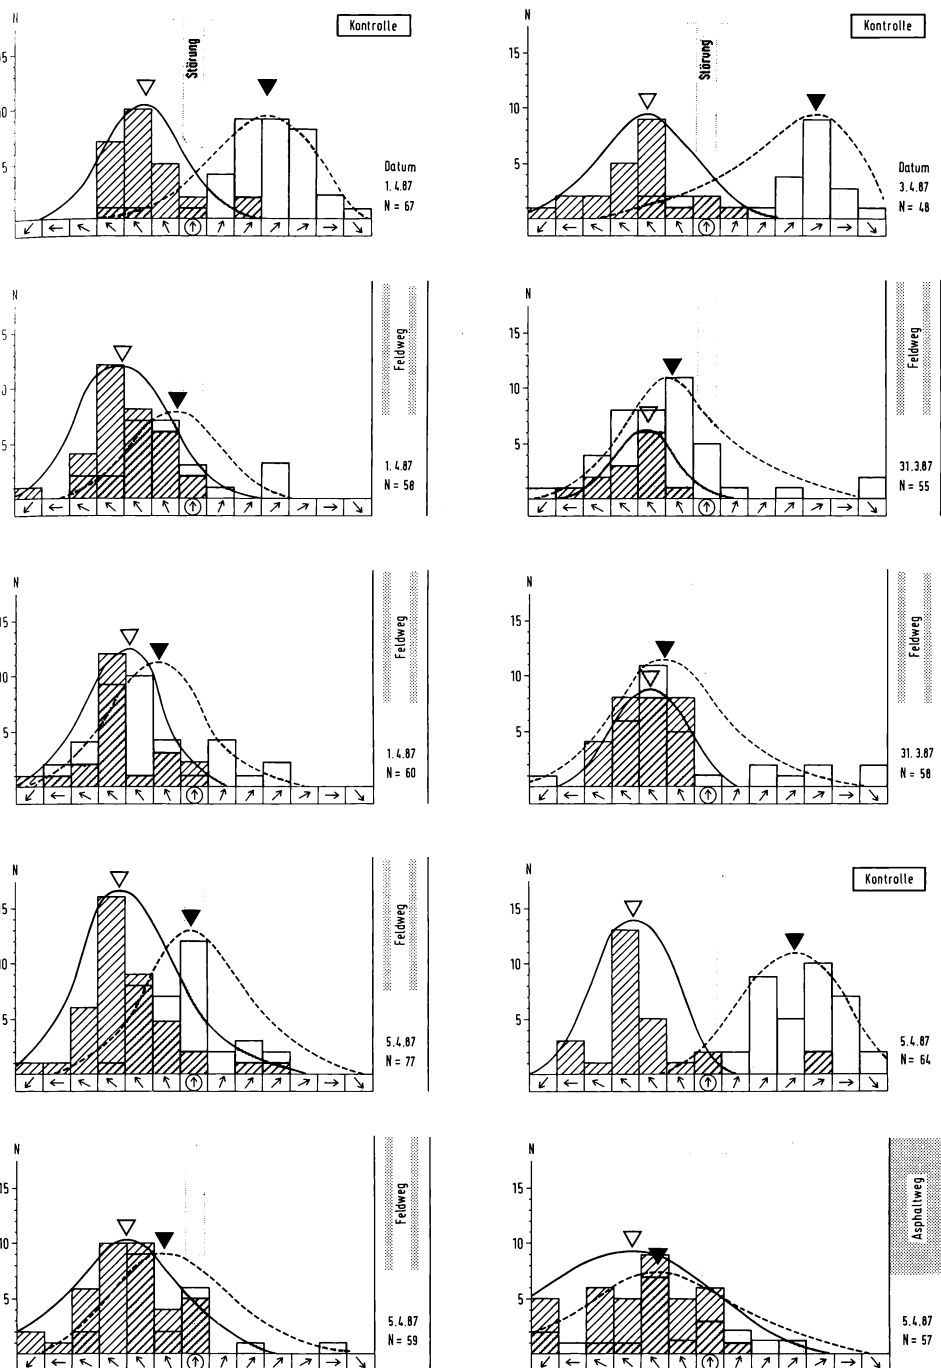 N
Kontrolle
Störung
5
10
5
Datum
1.4.87
N = 67
N
Kontrolle
Störung
15
10
5
Datum
3.4.87
N = 48
N
Feldweg
5
0
5
1.4.87
N = 58
N
Feldweg
15
10
5
31.3.87
N = 55
N
Feldweg
15
10
5
1.4.87
N = 60
N
Feldweg
15
10
5
31.3.87
N = 58
N
Feldweg
15
10
5
5.4.87
N = 77
N
Kontrolle
15
10
5
5.4.87
N = 64
N
Feldweg
15
10
5
5.4.87
N = 59
N
Asphaltweg
15
10
5
5.4.87
N = 57